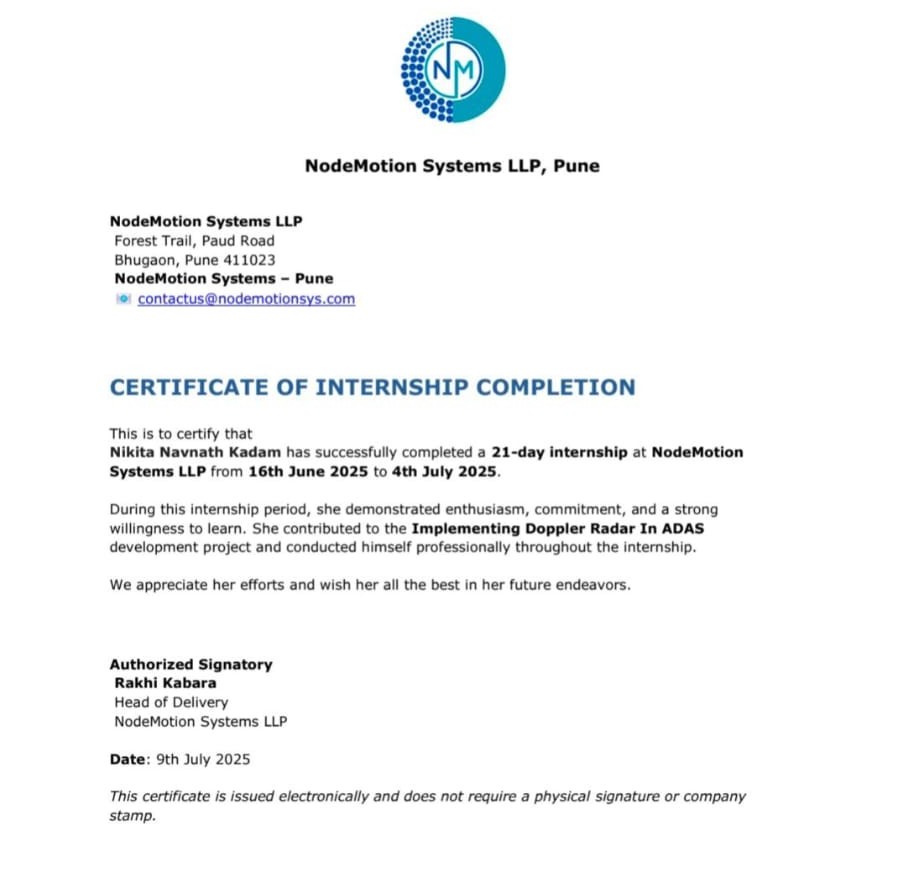 NM
NodeMotion Systems LLP, Pune
NodeMotion Systems LLP
Forest Trail, Paud Road
Bhugaon, Pune 411023
NodeMotion Systems – Pune
contactus@nodemotionsys.com
CERTIFICATE OF INTERNSHIP COMPLETION
This is to certify that
Nikita Navnath Kadam has successfully completed a 21-day internship at NodeMotion
Systems LLP from 16th June 2025 to 4th July 2025.
During this internship period, she demonstrated enthusiasm, commitment, and a strong
willingness to learn. She contributed to the Implementing Doppler Radar In ADAS
development project and conducted himself professionally throughout the internship.
We appreciate her efforts and wish her all the best in her future endeavors.
Authorized Signatory
Rakhi Kabara
Head of Delivery
NodeMotion Systems LLP
Date: 9th July 2025
This certificate is issued electronically and does not require a physical signature or company
stamp.